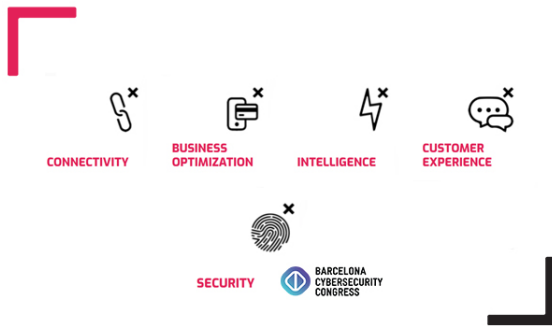 CONNECTIVITY
BUSINESS
OPTIMIZATION
INTELLIGENCE
CUSTOMER
EXPERIENCE
SECURITY
BARCELONA
CYBERSECURITY
CONGRESS